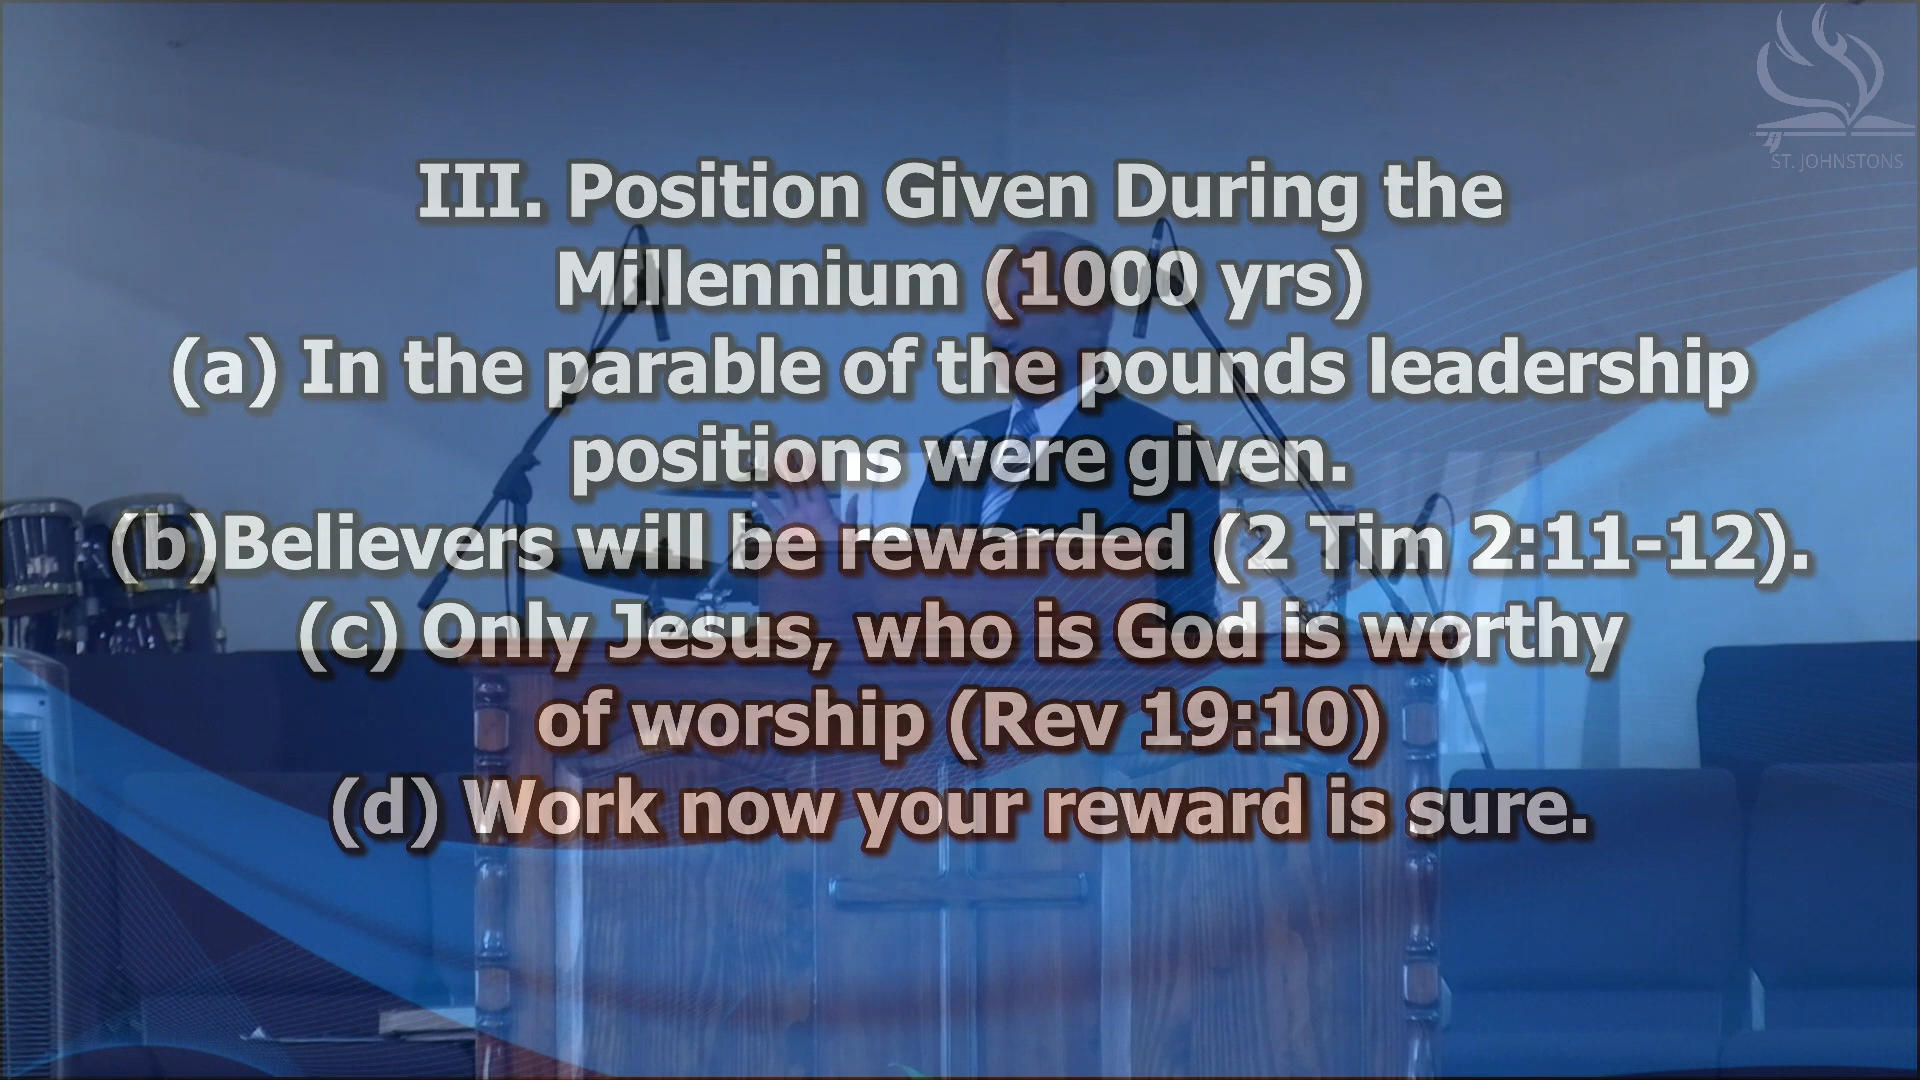 ST. JOHNSTONS
III. Position Given During the
Millennium (1000 yrs)
(a) In the parable of the pounds leadership
positions were given.
(b)Believers will be rewarded (2 Tim 2:11-12).
(c) Only Jesus, who is God is worthy
of worship (Rev 19:10)
(d) Work now your reward is sure.